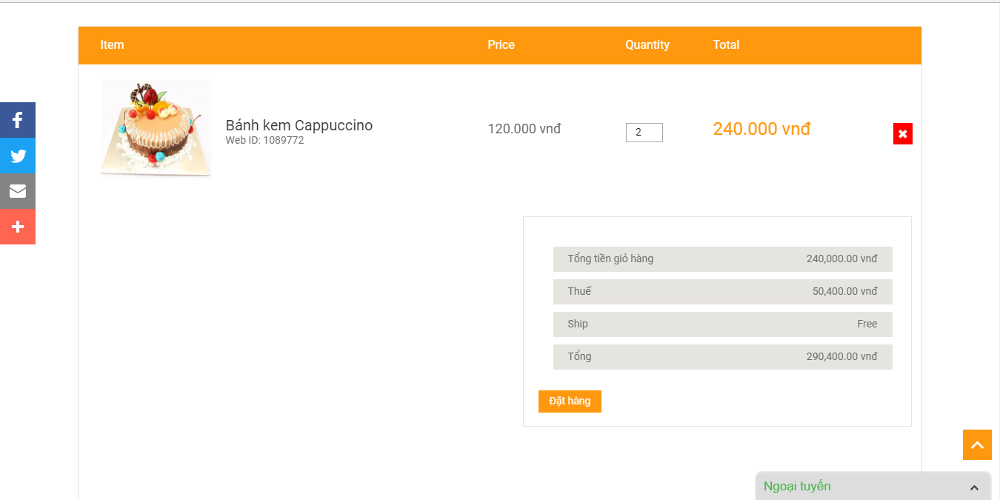 Item Price Quantity Total
Bánh kem Cappuccino
Web ID: 1089772
120.000 vnđ
2
240.000 vnđ
Tổng tiền giỏ hàng 240,000.00 vnđ
Thuế 50,400.00 vnđ
Ship Free
Tổng 290,400.00 vnđ
Đặt hàng
Ngoại tuyến